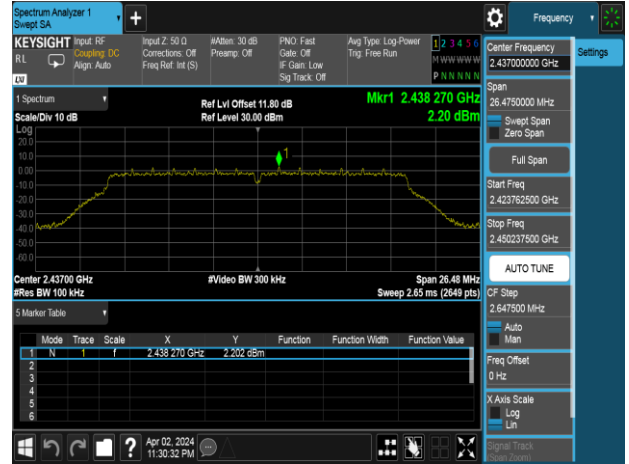 Spectrum Analyzer 1
Swept SA
Frequency
KEYSIGHT
Input: RF
Coupling: DC
Align: Auto
Input Z: 50 Ω
Corrections: Off
Freq Ref: Int (S)
#Atten: 30 dB
Preamp: Off
PNO: Fast
Gate: Off
IF Gain: Low
Sig Track: Off
Avg Type: Log-Power
Trig: Free Run
1 2 3 4 5 6
M W W W W W
P N N N N N
R L
LXI
1 Spectrum
Scale/Div 10 dB
Ref Lvl Offset 11.80 dB
Ref Level 30.00 dBm
Mkr1 2.438 270 GHz
2.20 dBm
Log
20.0
10.0
0.00
-10.0
-20.0
-30.0
-40.0
-50.0
-60.0
1
Center 2.43700 GHz
#Res BW 100 kHz
#Video BW 300 kHz
Span 26.48 MHz
Sweep 2.65 ms (2649 pts)
5 Marker Table
Mode Trace Scale X Y Function Function Width Function Value
1 N 1 f 2.438 270 GHz 2.202 dBm
2
3
4
5
6
Apr 02, 2024
11:30:32 PM
Center Frequency
2.437000000 GHz
Settings
Span
26.4750000 MHz
Swept Span
Zero Span
Full Span
Start Freq
2.423762500 GHz
Stop Freq
2.450237500 GHz
AUTO TUNE
CF Step
2.647500 MHz
Auto
Man
Freq Offset
0 Hz
X Axis Scale
Log
Lin
Signal Track
(Span Zoom)